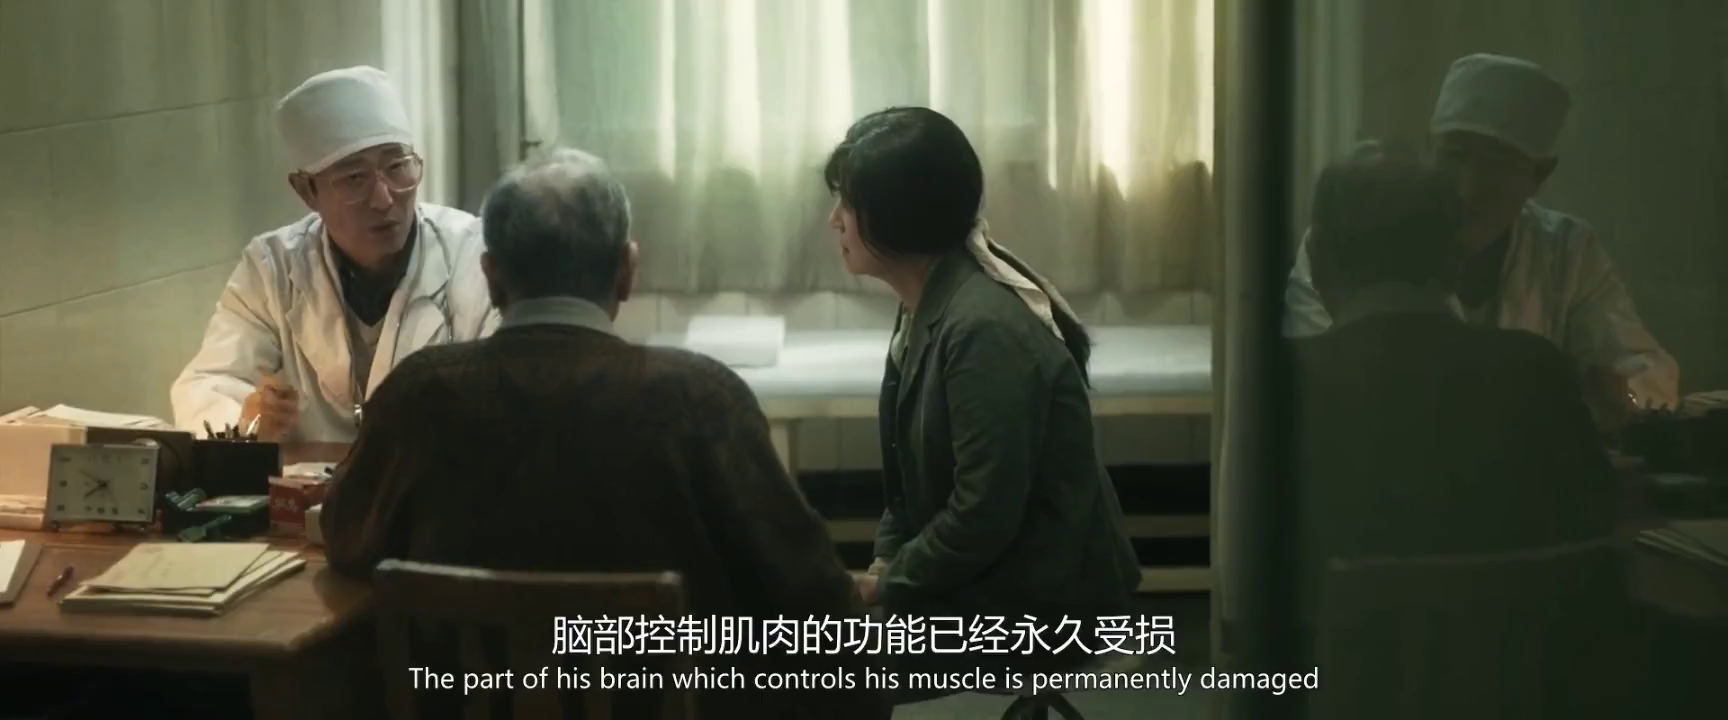 脑部控制肌肉的功能已经永久受损
The part of his brain which controls his muscle is permanently damaged